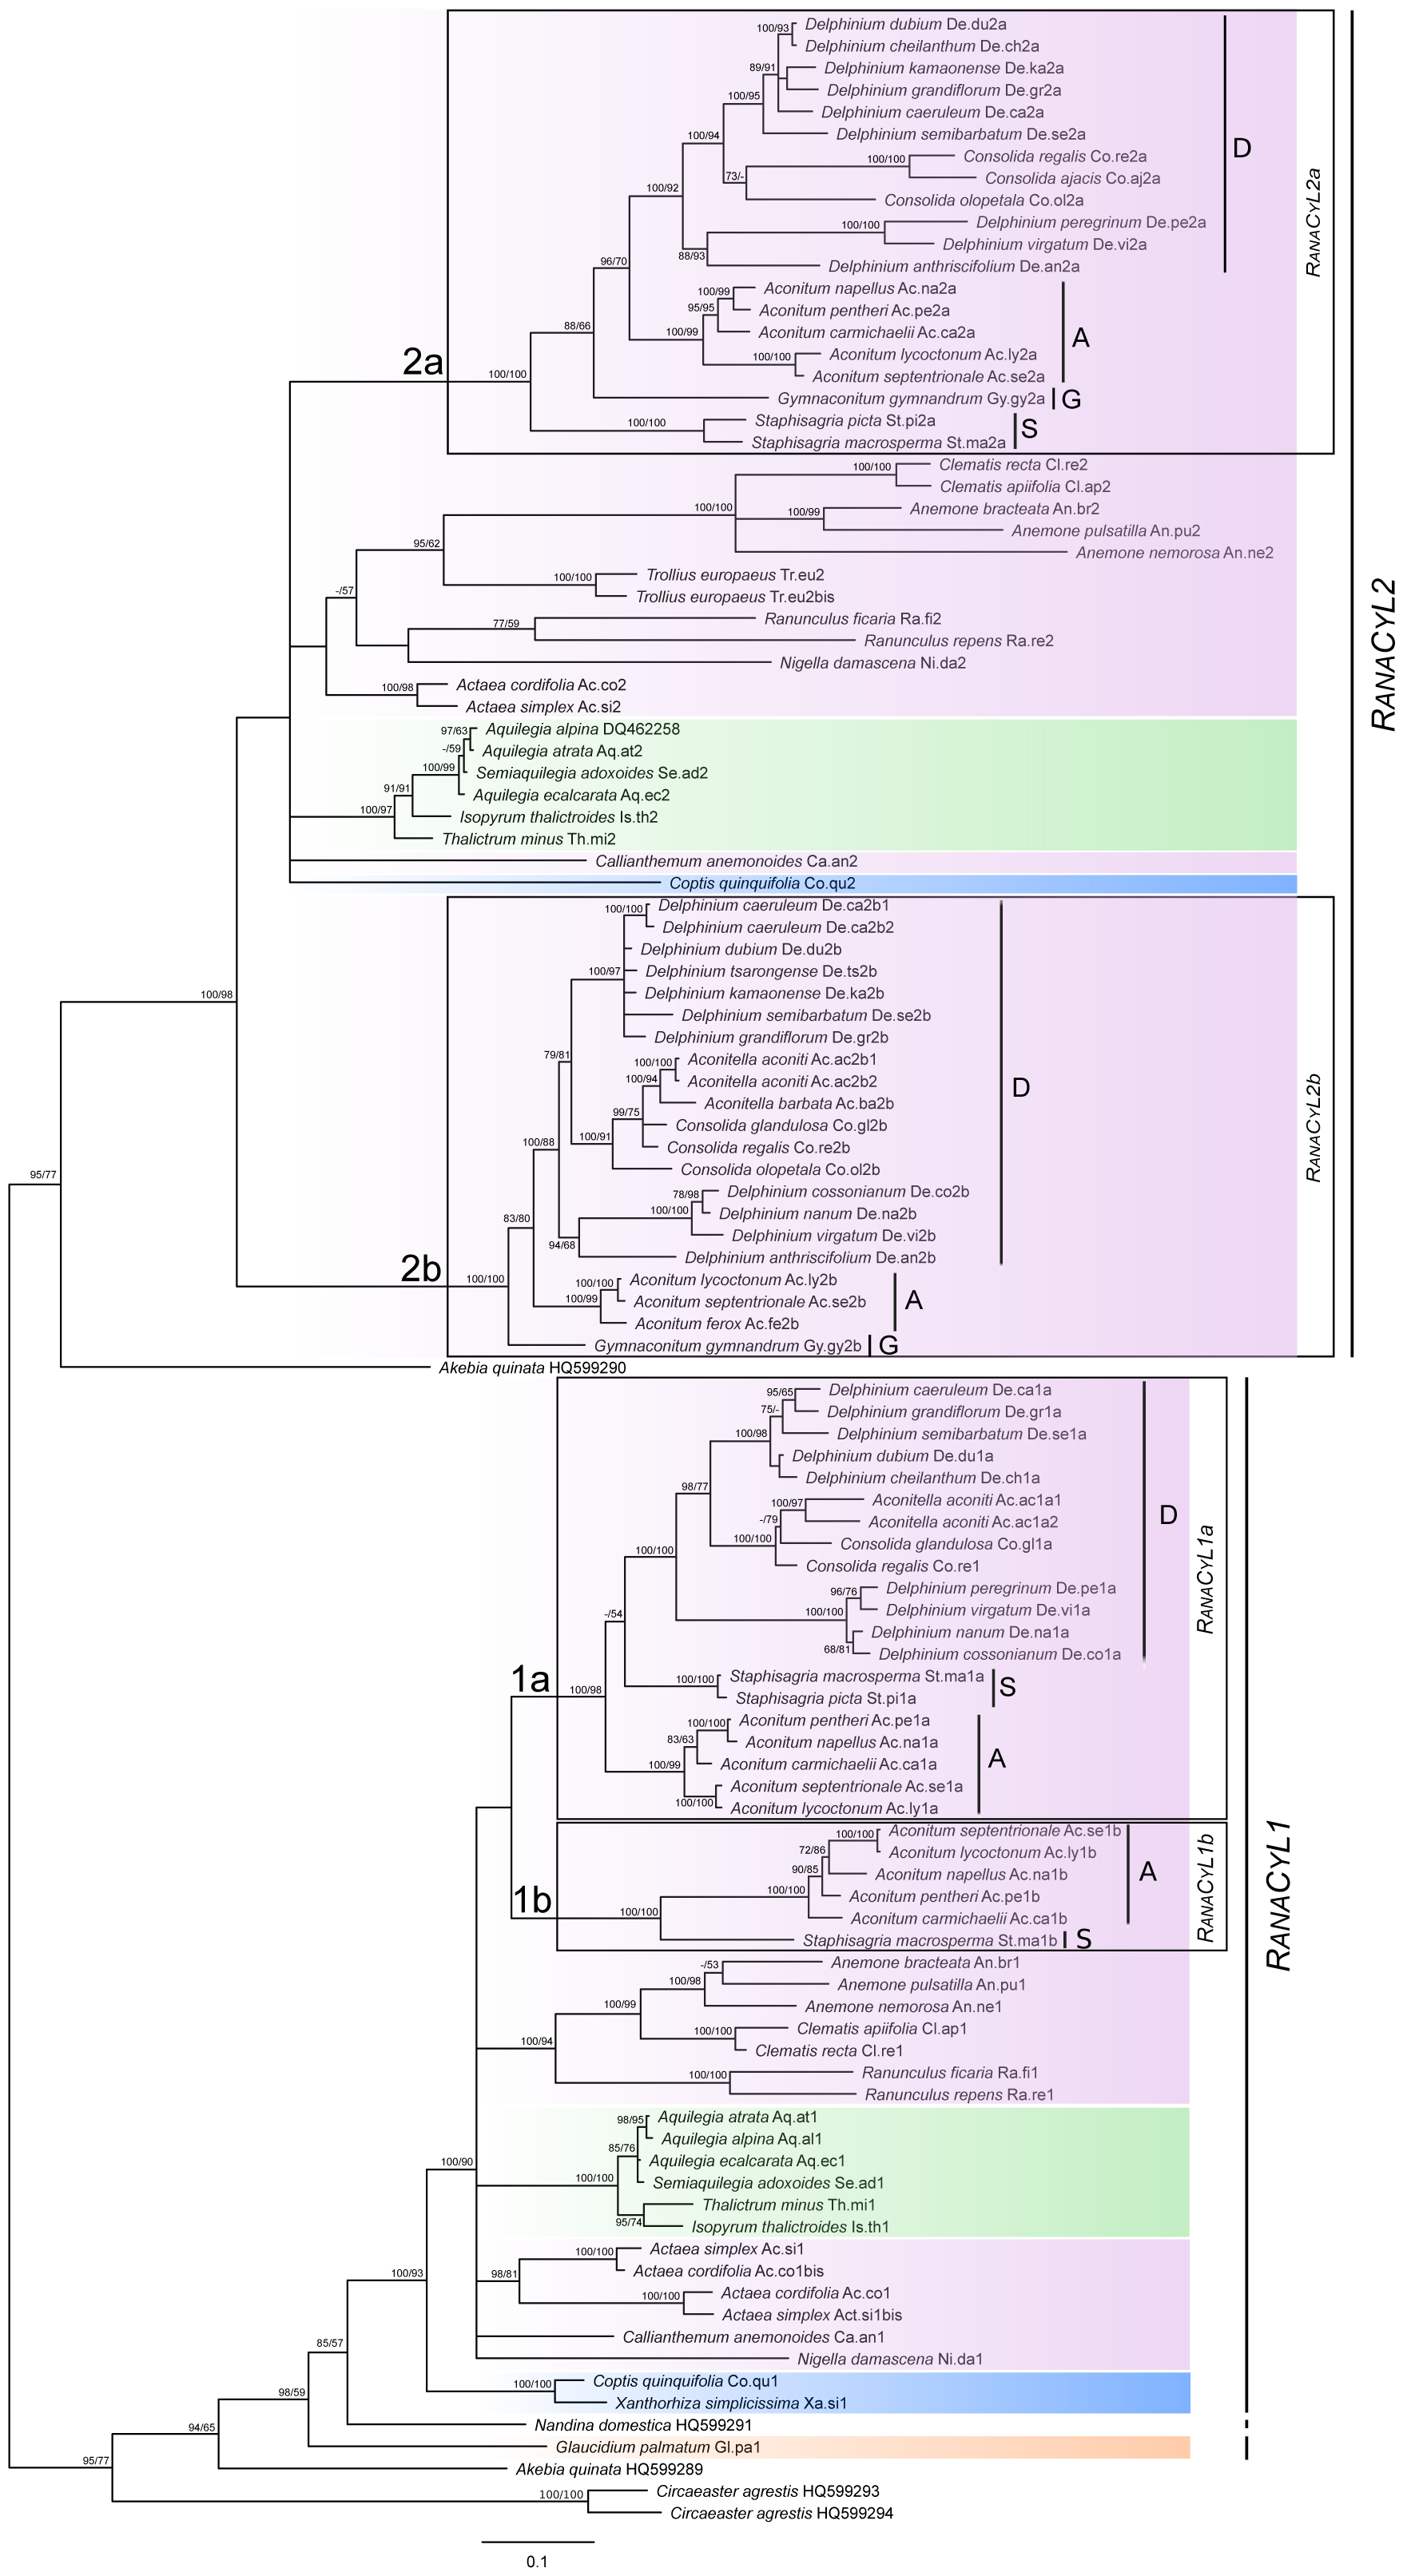 100/93
Delphinium dubium De.du2a
Delphinium cheilanthum De.ch2a
89/91
Delphinium kamaonense De.ka2a
Delphinium grandiflorum De.gr2a
100/95
Delphinium caeruleum De.ca2a
Delphinium semibarbatum De.se2a
100/94
D
100/100
Consolida regalis Co.re2a
73/-
Consolida ajacis Co.aj2a
100/92
Consolida olopetala Co.ol2a
RANACYL2a
100/100
Delphinium peregrinum De.pe2a
Delphinium virgatum De.vi2a
88/93
96/70
Delphinium anthriscifolium De.an2a
100/99
Aconitum napellus Ac.na2a
95/95
Aconitum pentheri Ac.pe2a
88/66
100/99
Aconitum carmichaelii Ac.ca2a
A
100/100
Aconitum lycoctonum Ac.ly2a
2a
100/100
Aconitum septentrionale Ac.se2a
Gymnaconitum gymnandrum Gy.gy2a
G
100/100
Staphisagria picta St.pi2a
S
Staphisagria macrosperma St.ma2a
100/100
Clematis recta Cl.re2
Clematis apiifolia Cl.ap2
100/100
100/99
Anemone bracteata An.br2
Anemone pulsatilla An.pu2
95/62
Anemone nemorosa An.ne2
100/100
Trollius europaeus Tr.eu2
-/57
Trollius europaeus Tr.eu2bis
77/59
Ranunculus ficaria Ra.fi2
Ranunculus repens Ra.re2
Nigella damascena Ni.da2
RANACYL2
100/98
Actaea cordifolia Ac.co2
Actaea simplex Ac.si2
97/63
Aquilegia alpina DQ462258
-/59
Aquilegia atrata Aq.at2
100/99
Semiaquilegia adoxoides Se.ad2
91/91
Aquilegia ecalcarata Aq.ec2
100/97
Isopyrum thalictroides Is.th2
Thalictrum minus Th.mi2
Callianthemum anemonoides Ca.an2
Coptis quinquifolia Co.qu2
100/100
Delphinium caeruleum De.ca2b1
Delphinium caeruleum De.ca2b2
Delphinium dubium De.du2b
100/97
Delphinium tsarongense De.ts2b
100/98
Delphinium kamaonense De.ka2b
Delphinium semibarbatum De.se2b
Delphinium grandiflorum De.gr2b
79/81
100/100
Aconitella aconiti Ac.ac2b1
100/94
Aconitella aconiti Ac.ac2b2
D
Aconitella barbata Ac.ba2b
99/75
Consolida glandulosa Co.gl2b
RANACYL2b
100/88
100/91
Consolida regalis Co.re2b
Consolida olopetala Co.ol2b
95/77
78/98
Delphinium cossonianum De.co2b
100/100
Delphinium nanum De.na2b
83/80
Delphinium virgatum De.vi2b
94/68
Delphinium anthriscifolium De.an2b
2b
100/100
100/100
Aconitum lycoctonum Ac.ly2b
100/99
Aconitum septentrionale Ac.se2b
A
Aconitum ferox Ac.fe2b
Gymnaconitum gymnandrum Gy.gy2b
G
Akebia quinata HQ599290
95/65
Delphinium caeruleum De.ca1a
75/-
Delphinium grandiflorum De.gr1a
100/98
Delphinium semibarbatum De.se1a
Delphinium dubium De.du1a
98/77
Delphinium cheilanthum De.ch1a
100/97
Aconitella aconiti Ac.ac1a1
D
-/79
Aconitella aconiti Ac.ac1a2
100/100
Consolida glandulosa Co.gl1a
100/100
Consolida regalis Co.re1
RANACYL1a
96/76
Delphinium peregrinum De.pe1a
-/54
100/100
Delphinium virgatum De.vi1a
Delphinium nanum De.na1a
68/81
Delphinium cossonianum De.co1a
1a
100/98
100/100
Staphisagria macrosperma St.ma1a
S
Staphisagria picta St.pi1a
100/100
Aconitum pentheri Ac.pe1a
83/63
Aconitum napellus Ac.na1a
100/99
Aconitum carmichaelii Ac.ca1a
A
Aconitum septentrionale Ac.se1a
100/100
Aconitum lycoctonum Ac.ly1a
100/100
Aconitum septentrionale Ac.se1b
72/86
Aconitum lycoctonum Ac.ly1b
90/85
Aconitum napellus Ac.na1b
A
100/100
Aconitum pentheri Ac.pe1b
RANACYL1b
1b
100/100
Aconitum carmichaelii Ac.ca1b
Staphisagria macrosperma St.ma1b
S
RANACYL1
-/53
Anemone bracteata An.br1
100/98
Anemone pulsatilla An.pu1
100/99
Anemone nemorosa An.ne1
100/100
Clematis apiifolia Cl.ap1
100/94
Clematis recta Cl.re1
100/100
Ranunculus ficaria Ra.fi1
Ranunculus repens Ra.re1
98/95
Aquilegia atrata Aq.at1
Aquilegia alpina Aq.al1
85/76
Aquilegia ecalcarata Aq.ec1
100/90
100/100
Semiaquilegia adoxoides Se.ad1
Thalictrum minus Th.mi1
95/74
Isopyrum thalictroides Is.th1
100/100
Actaea simplex Ac.si1
98/81
Actaea cordifolia Ac.co1bis
100/93
100/100
Actaea cordifolia Ac.co1
Actaea simplex Act.si1bis
Callianthemum anemonoides Ca.an1
85/57
Nigella damascena Ni.da1
100/100
Coptis quinquifolia Co.qu1
98/59
Xanthorhiza simplicissima Xa.si1
Nandina domestica HQ599291
94/65
Glaucidium palmatum Gl.pa1
95/77
Akebia quinata HQ599289
100/100
Circaeaster agrestis HQ599293
Circaeaster agrestis HQ599294
0.1